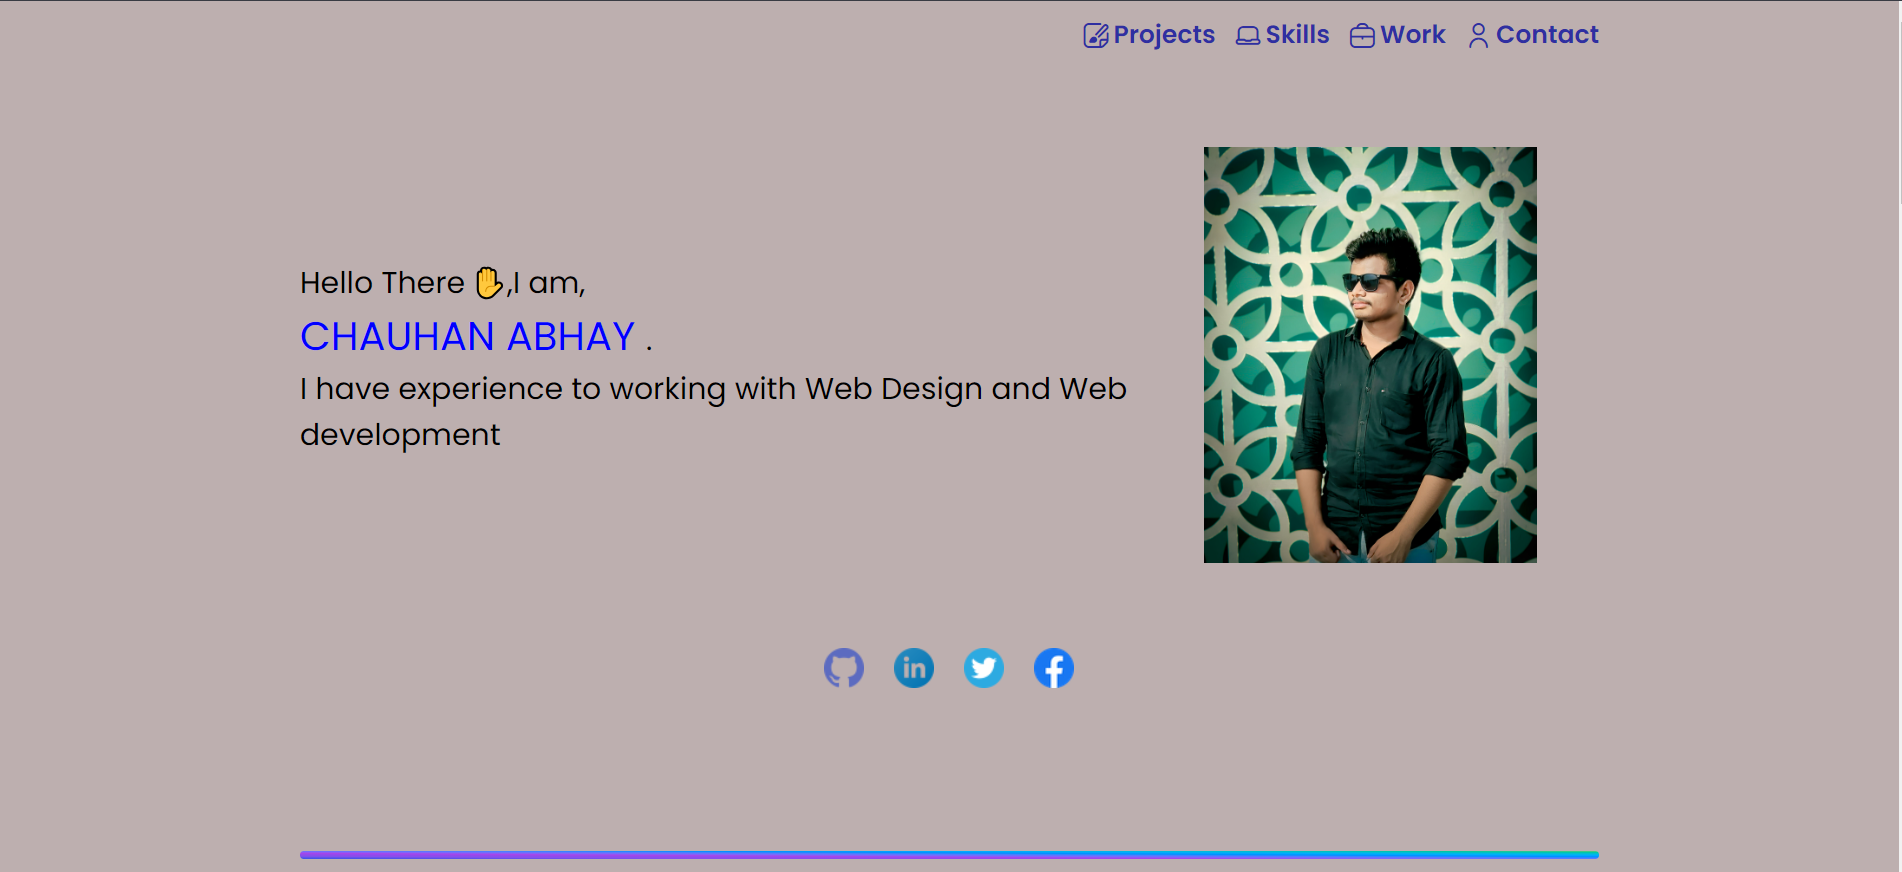 Projects Skills Work Contact
Hello There ✋,I am,
CHAUHAN ABHAY .
I have experience to working with Web Design and Web
development
in